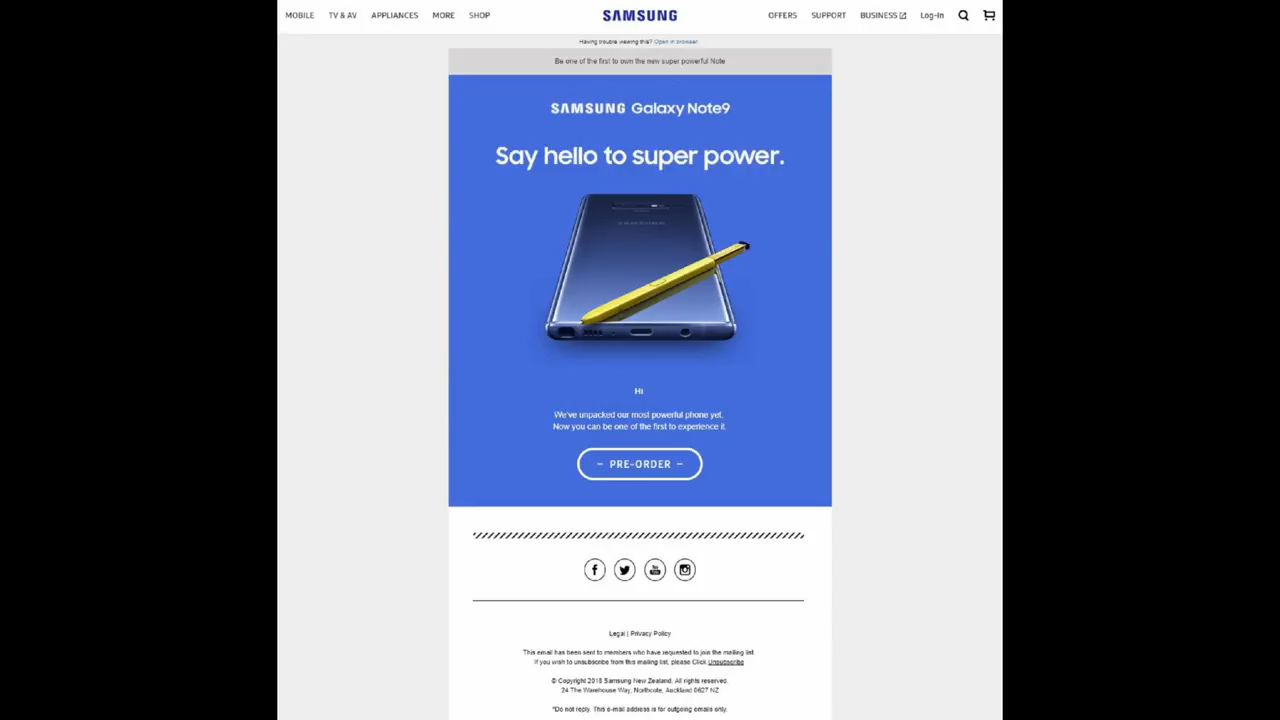 MOBILE TV & AV APPLIANCES MORE SHOP SAMSUNG OFFERS SUPPORT BUSINESS Log-In
Having trouble viewing this? Open in browser
Be one of the first to own the new super powerful Note
SAMSUNG Galaxy Note9
Say hello to super power.
SAMSUNG
Hi
We've unpacked our most powerful phone yet.
Now you can be one of the first to experience it.
– PRE-ORDER –
You Tube
Legal | Privacy Policy
This email has been sent to members who have requested to join the mailing list.
If you wish to unsubscribe from this mailing list, please Click Unsubscribe
© Copyright 2018 Samsung New Zealand. All rights reserved.
24 The Warehouse Way, Northcote, Auckland 0627 NZ
*Do not reply. This e-mail address is for outgoing emails only.